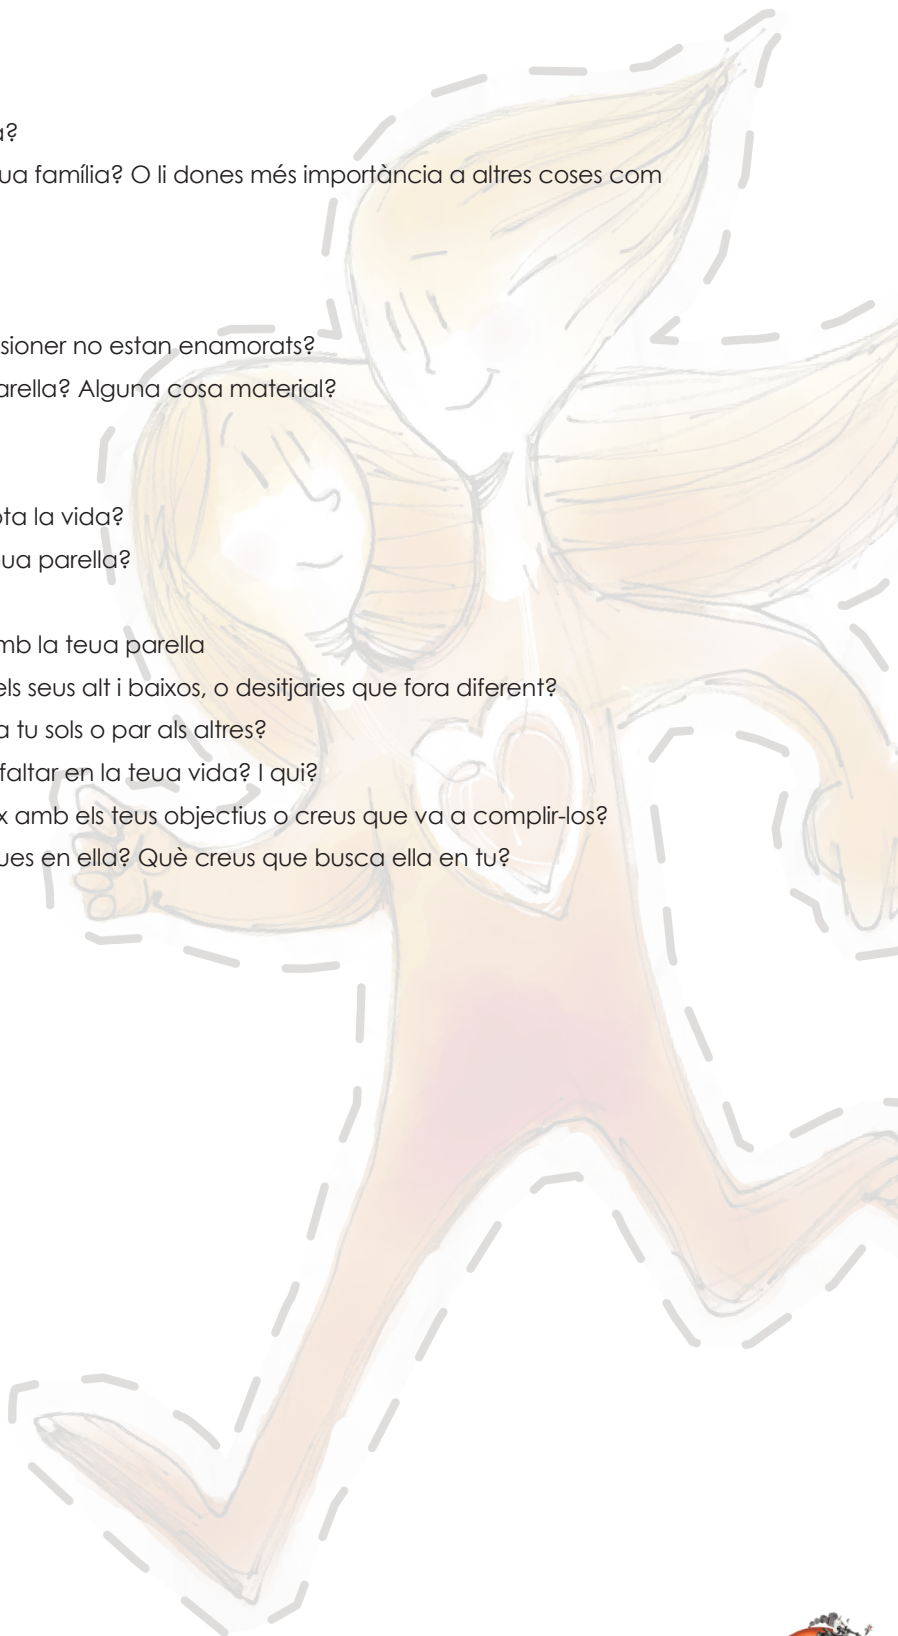 a?
ua família? O li dones més importància a altres coses com
sioner no estan enamorats?
arella? Alguna cosa material?
ota la vida?
ua parella?
mb la teua parella
els seus alt i baixos, o desitjaries que fora diferent?
a tu sols o par als altres?
faltar en la teua vida? I qui?
x amb els teus objectius o creus que va a complir-los?
ues en ella? Què creus que busca ella en tu?